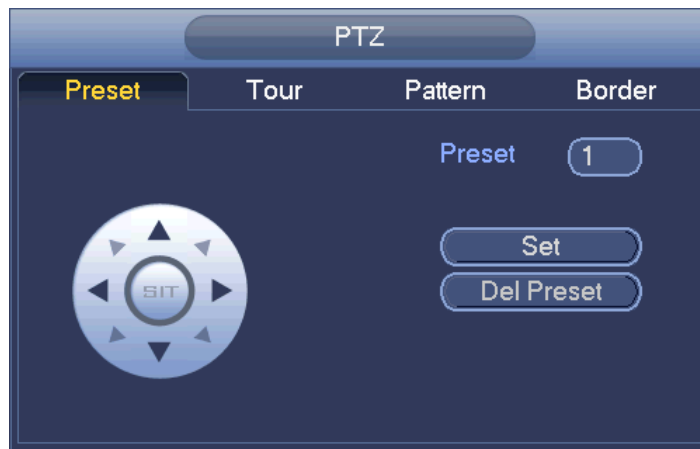 PTZ
Preset Tour Pattern Border
Preset 1
Set
SIT
Del Preset